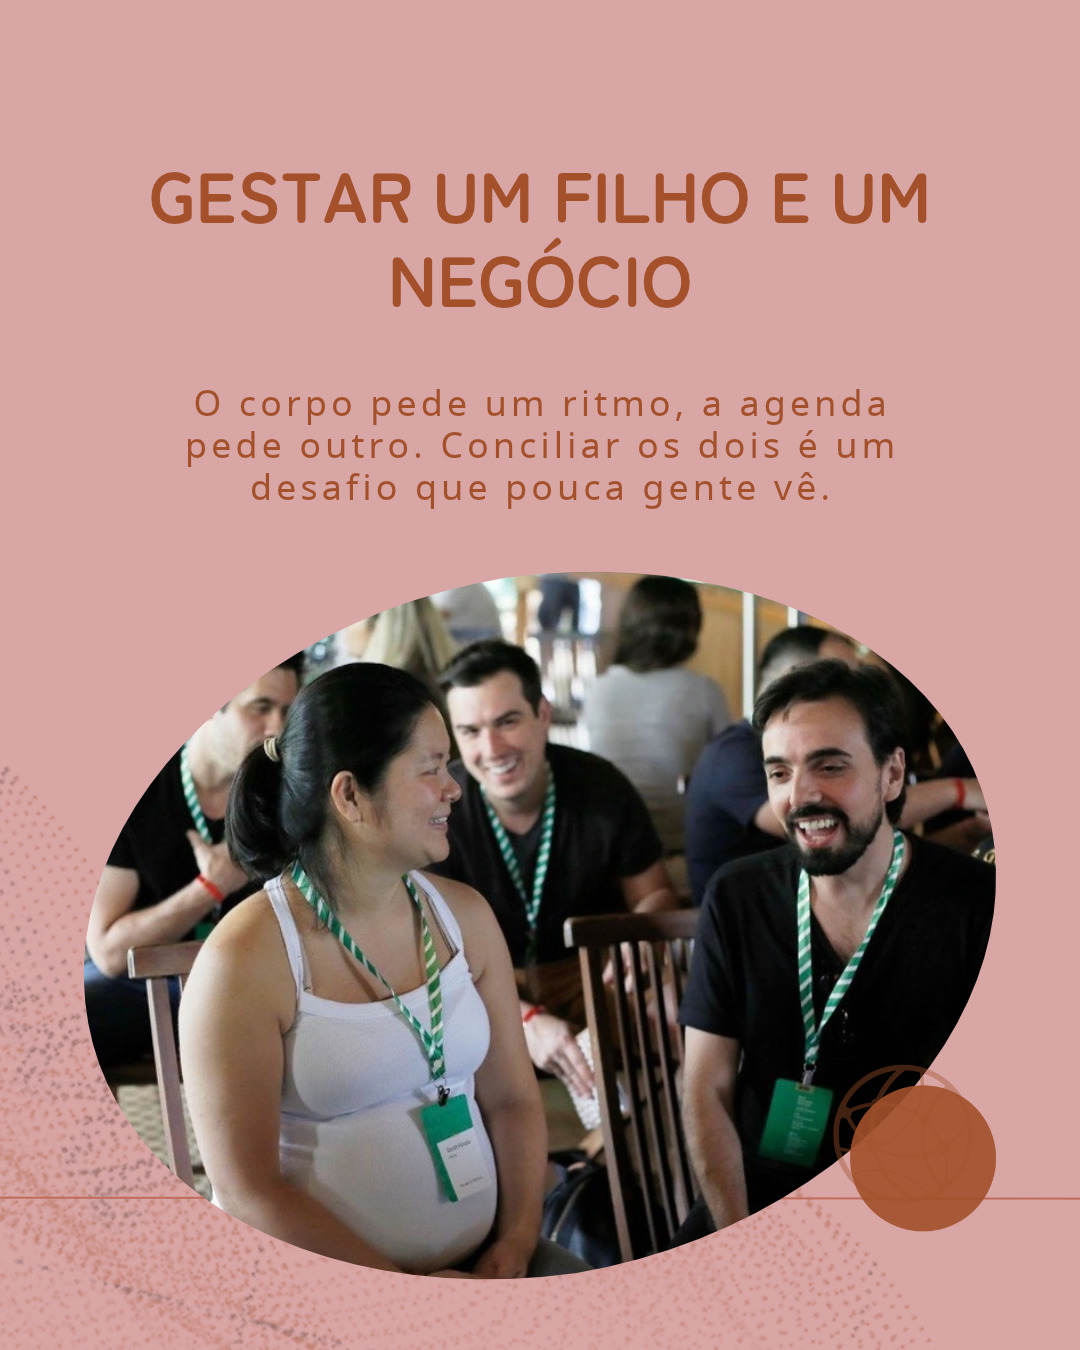 GESTAR UM FILHO E UM
NEGÓCIO
O corpo pede um ritmo, a agenda
pede outro. Conciliar os dois é um
desafio que pouca gente vê.